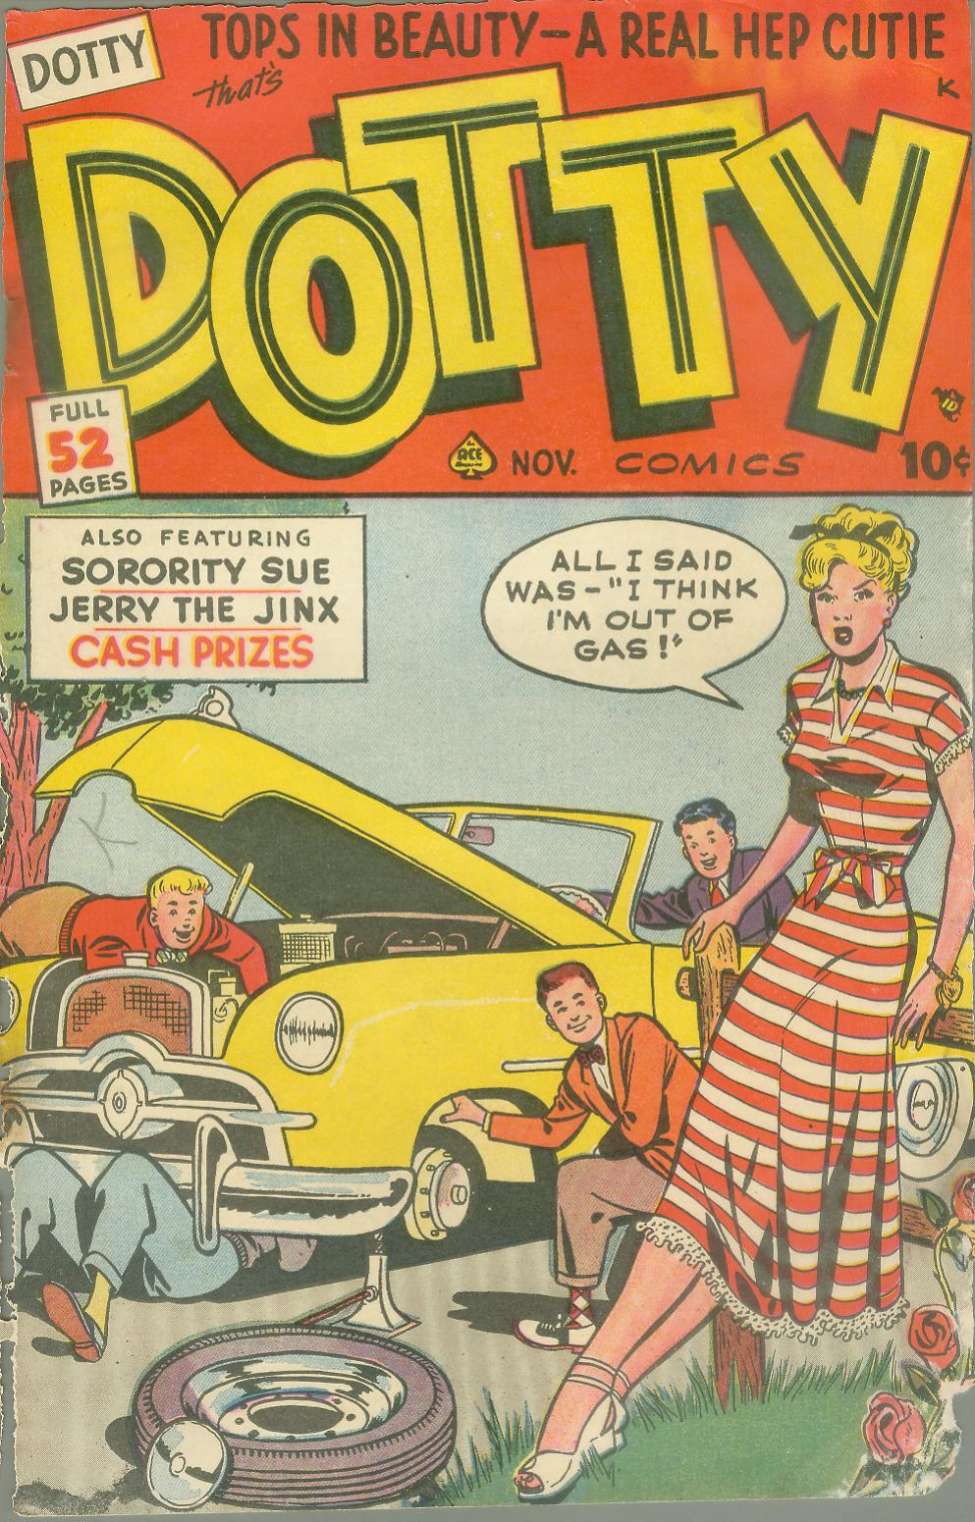 DOTTY
TOPS IN BEAUTY—A REAL HEP CUTIE
that's
K
DOTTY
FULL
52
PAGES
ACE
NOV.
COMICS
10¢
ALSO FEATURING
SORORITY SUE
JERRY THE JINX
CASH PRIZES
ALL I SAID
WAS-"I THINK
I'M OUT OF
GAS!"
K